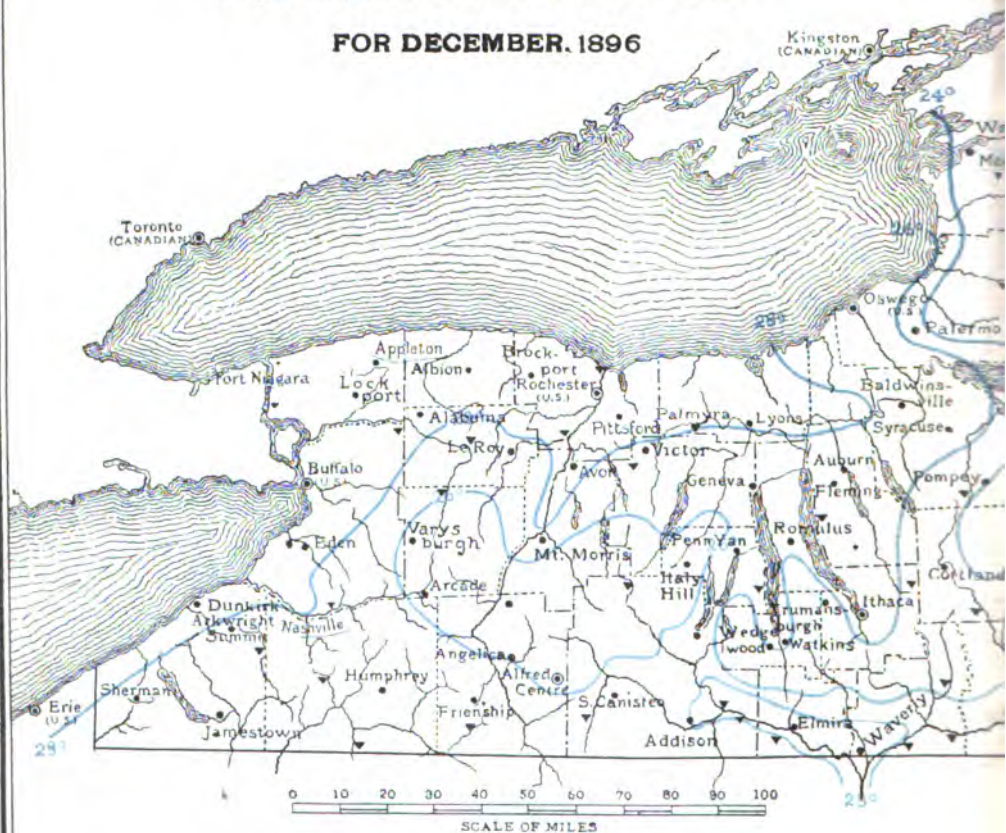 FOR DECEMBER, 1896
Kingston
(CANADIAN)
24°
Toronto
(CANADIAN)
26°
Oswego
(U.S.)
28°
Palermo
Appleton
Brock-
port
Fort Niagara
Albion
Lock
port
Rochester
(U.S.)
Baldwins-
ville
Alabama
Pittsford
Palmyra
Lyons
Syracuse
Le Roy
Victor
Avon
Auburn
Buffalo
(U.S.)
Geneva
Fleming
Pompey
Varys
burgh
Eden
Mt. Morris
Penn Yan
Romulus
Italy
Hill
Cortland
Arcade
Dunkirk
Arkwright
Summit
Nashville
Trumans-
burgh
Ithaca
Wedge
wood
Watkins
Angelica
Alfred
Centre
Sherman
Humphrey
Erie
(U.S.)
Frienship
S. Canisteo
Jamestown
Addison
Elmira
Waverly
28°
0 10 20 30 40 50 60 70 80 90 100
SCALE OF MILES